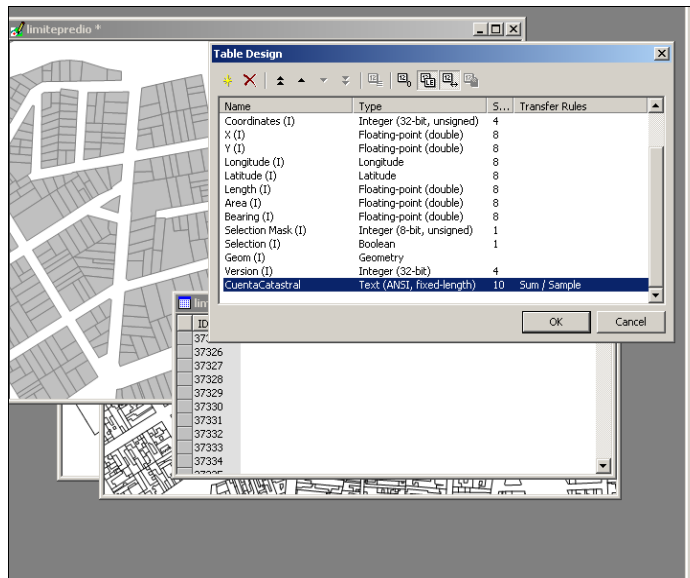 limitepredio *
Table Design
Name Type S... Transfer Rules
Coordinates (I) Integer (32-bit, unsigned) 4
X (I) Floating-point (double) 8
Y (I) Floating-point (double) 8
Longitude (I) Longitude 8
Latitude (I) Latitude 8
Length (I) Floating-point (double) 8
Area (I) Floating-point (double) 8
Bearing (I) Floating-point (double) 8
Selection Mask (I) Integer (8-bit, unsigned) 1
Selection (I) Boolean 1
Geom (I) Geometry
Version (I) Integer (32-bit) 4
CuentaCatastral Text (ANSI, fixed-length) 10 Sum / Sample
OK Cancel
lim
ID
37326
37327
37328
37329
37330
37331
37332
37333
37334